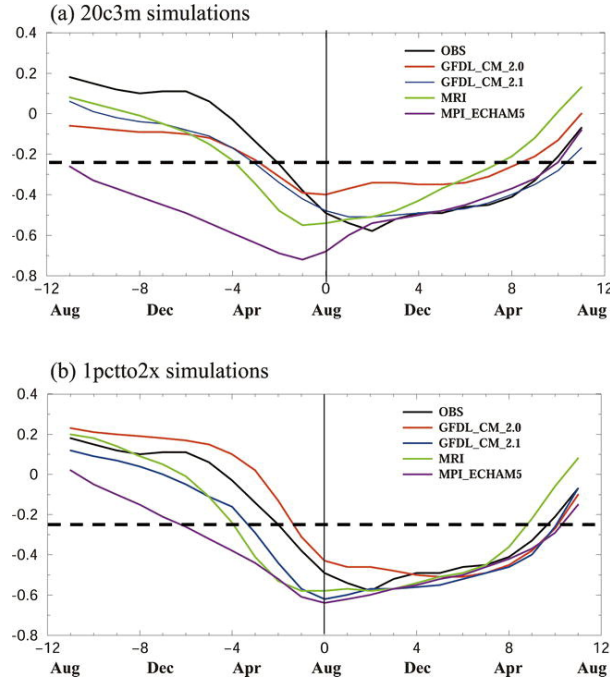 (a) 20c3m simulations
0.4
0.2
0
-0.2
-0.4
-0.6
-0.8
OBS
GFDL_CM_2.0
GFDL_CM_2.1
MRI
MPI_ECHAM5
-12 -8 -4 0 4 8 12
Aug Dec Apr Aug Dec Apr Aug
(b) 1pctto2x simulations
0.4
0.2
0
-0.2
-0.4
-0.6
-0.8
OBS
GFDL_CM_2.0
GFDL_CM_2.1
MRI
MPI_ECHAM5
-12 -8 -4 0 4 8 12
Aug Dec Apr Aug Dec Apr Aug